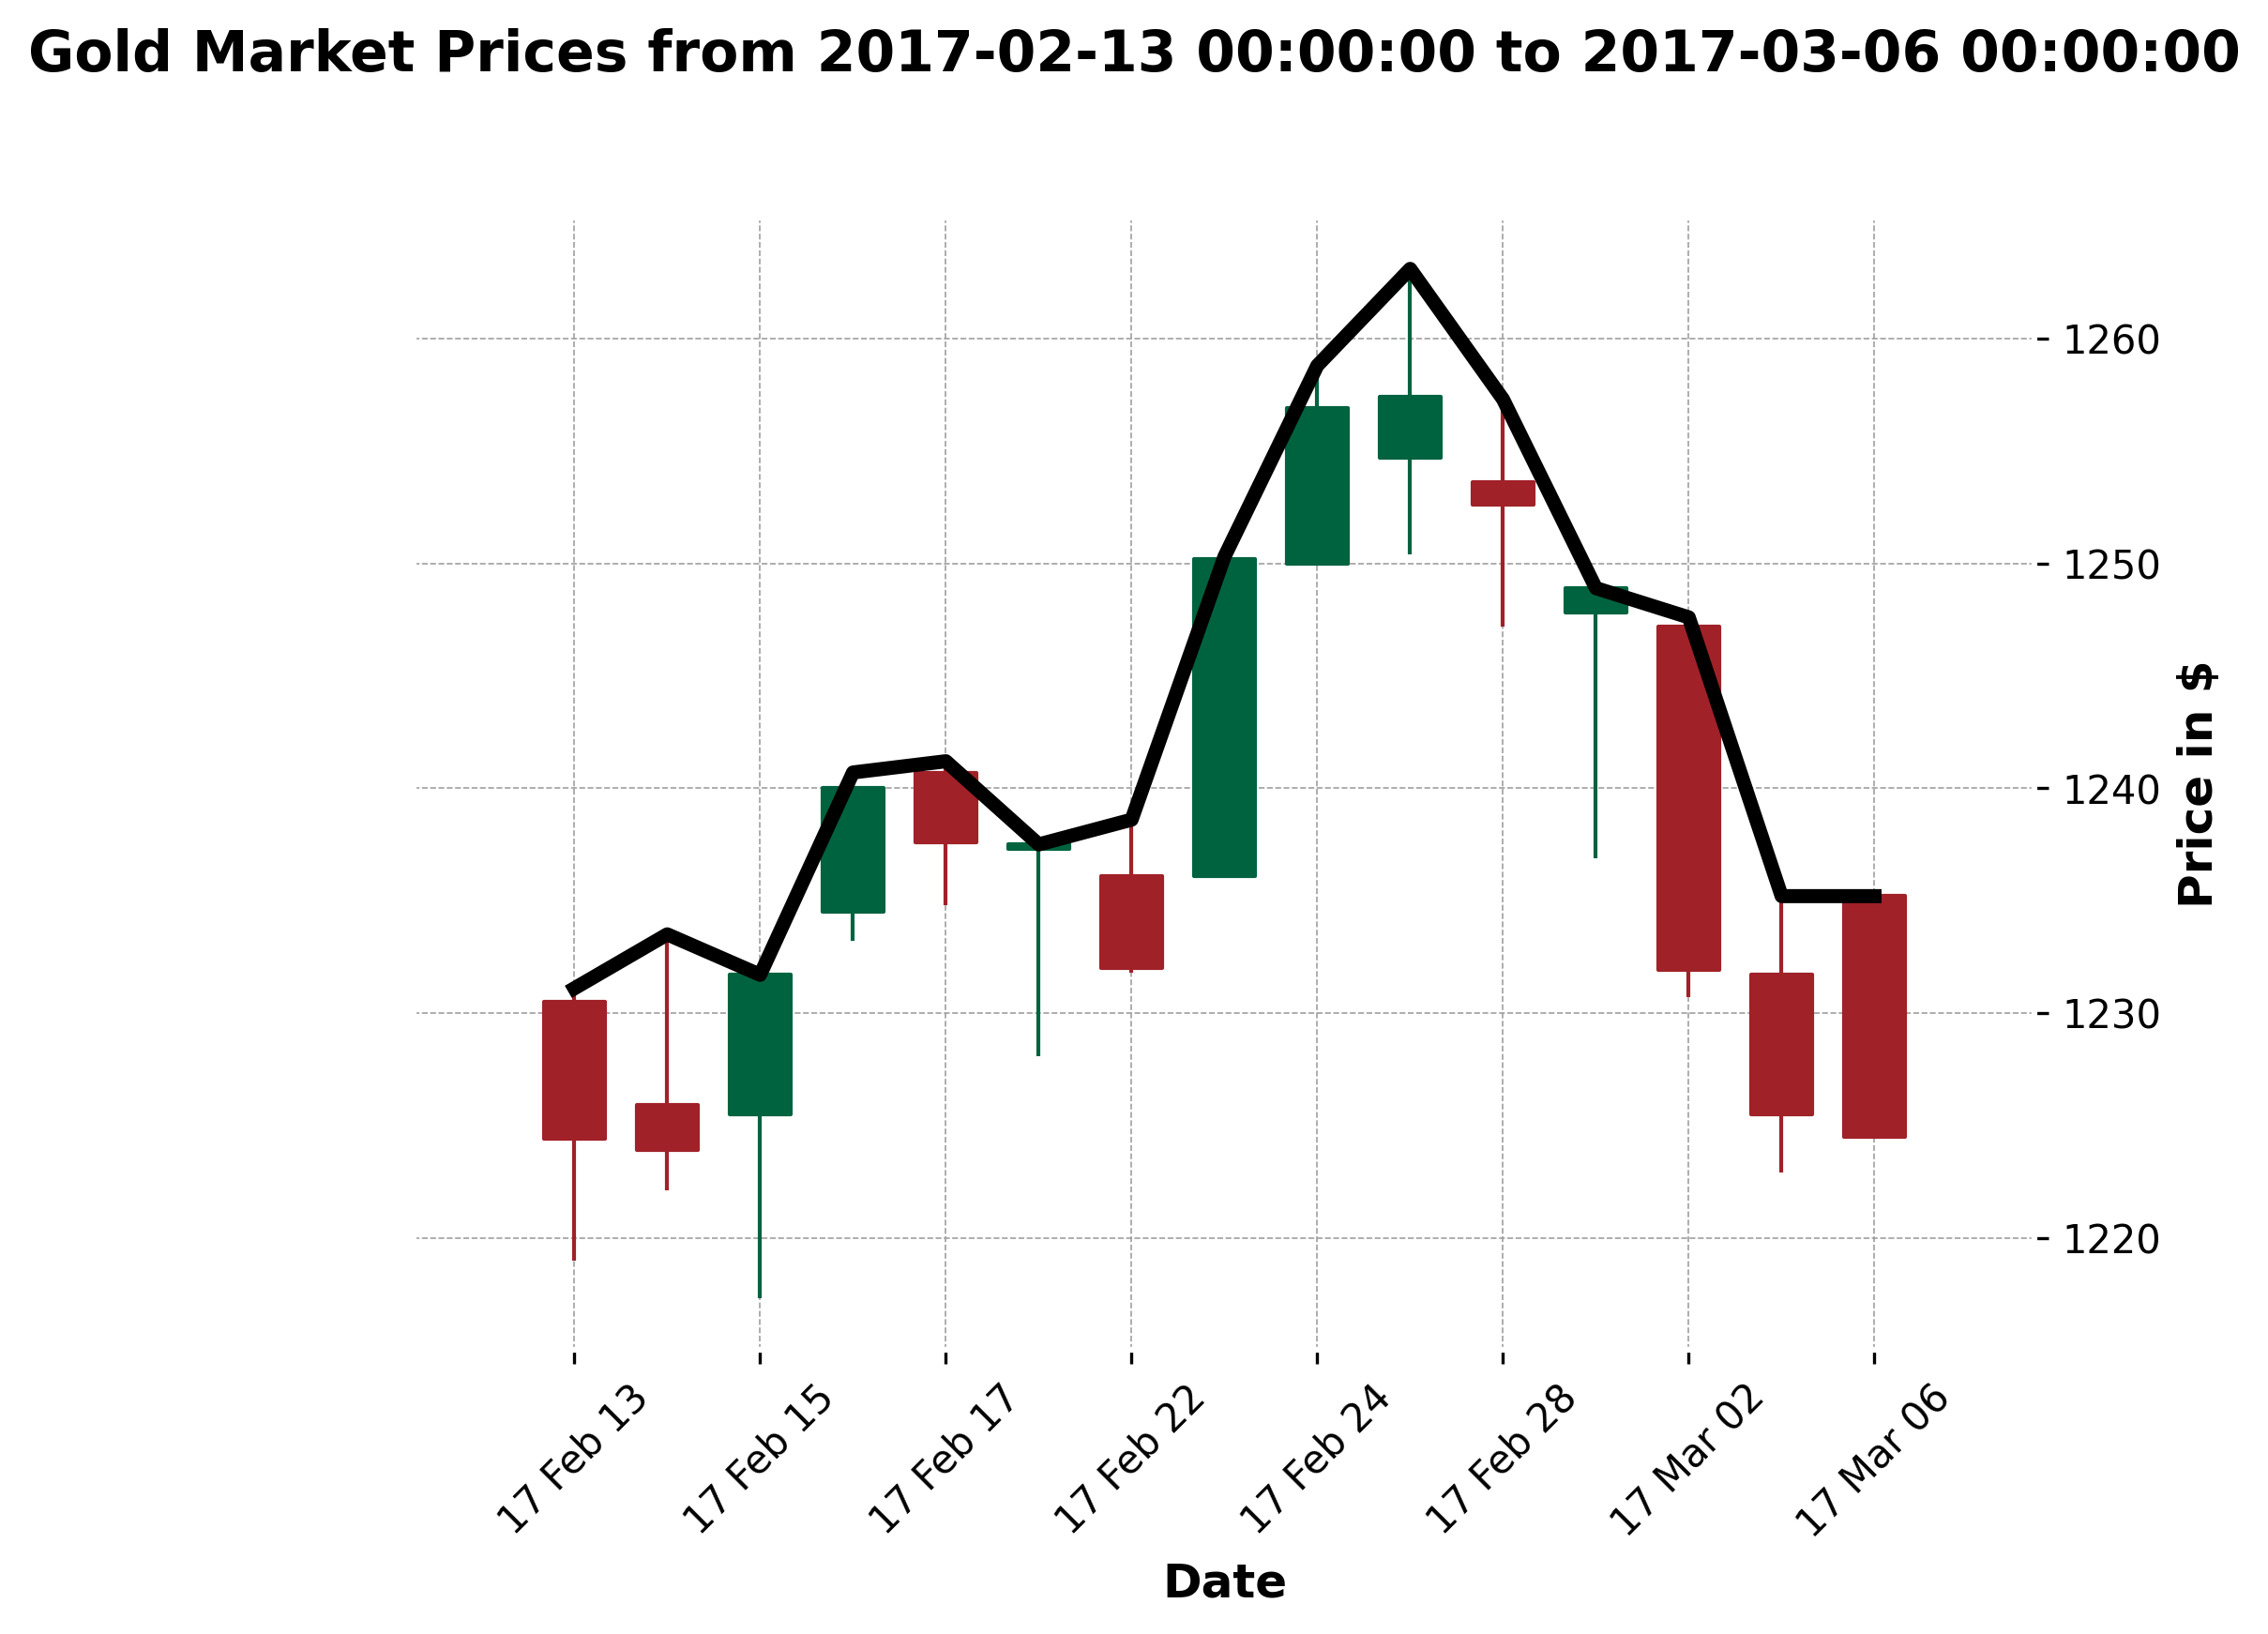 Gold Market Prices from 2017-02-13 00:00:00 to 2017-03-06 00:00:00
1260
1250
1240
1230
1220
Price in $
17 Feb 13
17 Feb 15
17 Feb 17
17 Feb 22
17 Feb 24
17 Feb 28
17 Mar 02
17 Mar 06
Date